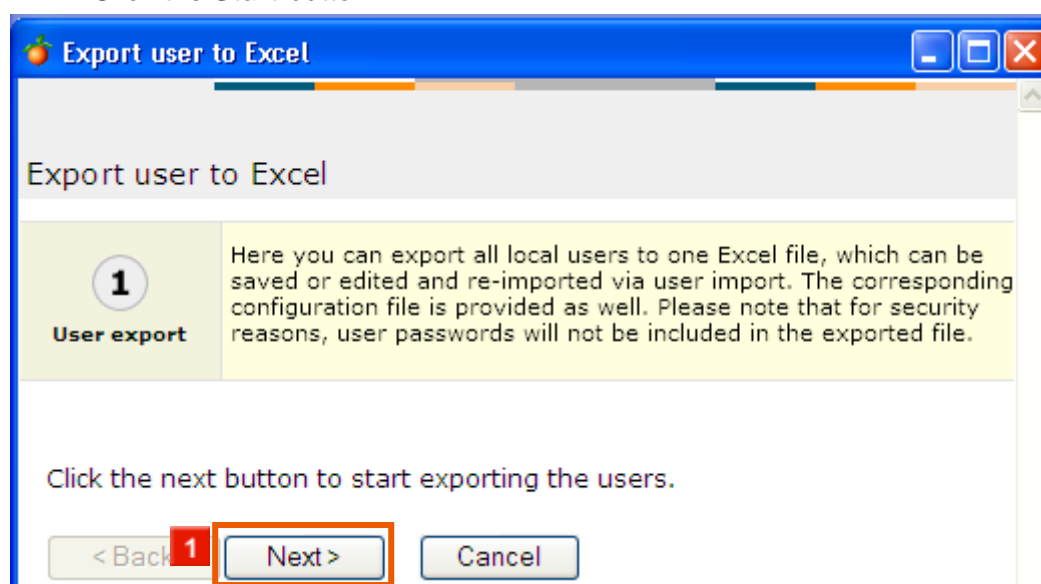 Export user to Excel
Export user to Excel
1
User export
Here you can export all local users to one Excel file, which can be
saved or edited and re-imported via user import. The corresponding
configuration file is provided as well. Please note that for security
reasons, user passwords will not be included in the exported file.
Click the next button to start exporting the users.
< Back 1 Next > Cancel